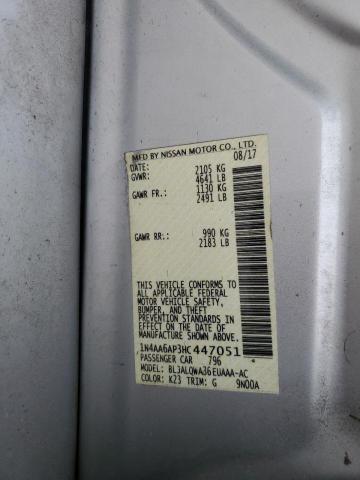 MFD BY NISSAN MOTOR CO., LTD.
DATE: 08/17
GVWR: 2105 KG
4641 LB
GAWR FR.: 1130 KG
2491 LB
GAWR RR.: 990 KG
2183 LB
THIS VEHICLE CONFORMS TO
ALL APPLICABLE FEDERAL
MOTOR VEHICLE SAFETY,
BUMPER, AND THEFT
PREVENTION STANDARDS IN
EFFECT ON THE DATE OF
MANUFACTURE SHOWN ABOVE.
1N4AA6AP3HC447051
PASSENGER CAR 796
MODEL: BL3ALQWA36EUAAA-AC
COLOR: K23 TRIM: G 9N00A